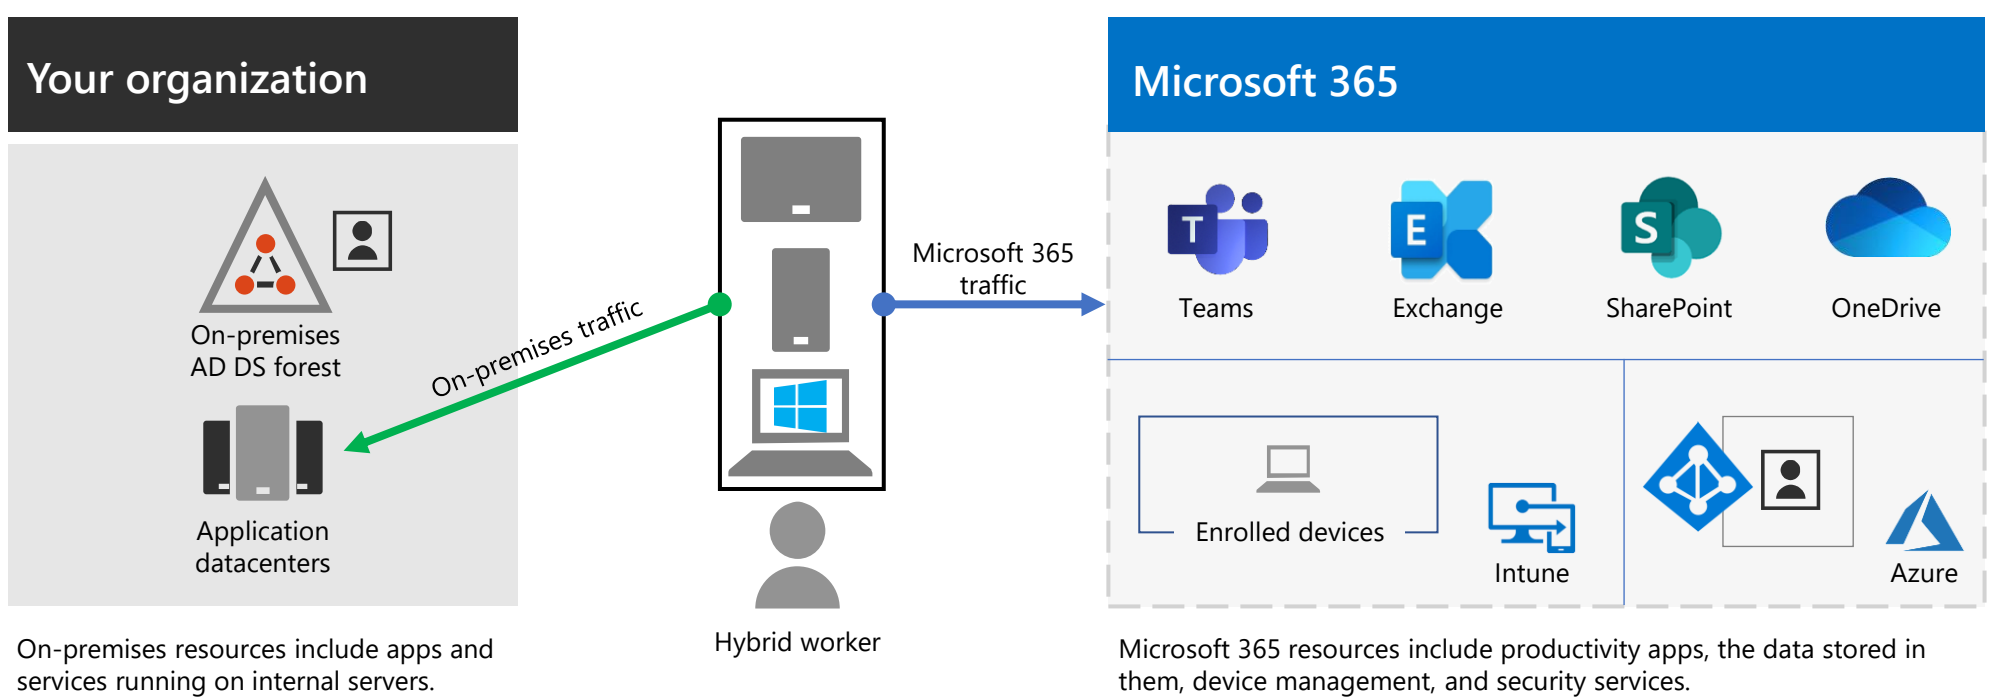 Your organization
On-premises
AD DS forest
Application
datacenters
On-premises resources include apps and
services running on internal servers.
On-premises traffic
Hybrid worker
Microsoft 365
traffic
Microsoft 365
T
Teams
E
Exchange
S
SharePoint
OneDrive
Enrolled devices
Intune
Azure
Microsoft 365 resources include productivity apps, the data stored in
them, device management, and security services.